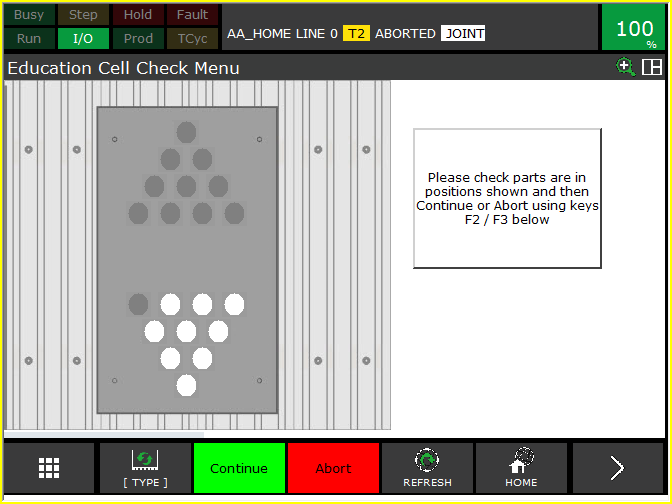 Busy Step Hold Fault
Run I/O Prod TCyc
AA_HOME LINE 0 T2 ABORTED JOINT
100
%
Education Cell Check Menu
Please check parts are in
positions shown and then
Continue or Abort using keys
F2 / F3 below
[ TYPE ]
Continue
Abort
REFRESH
HOME